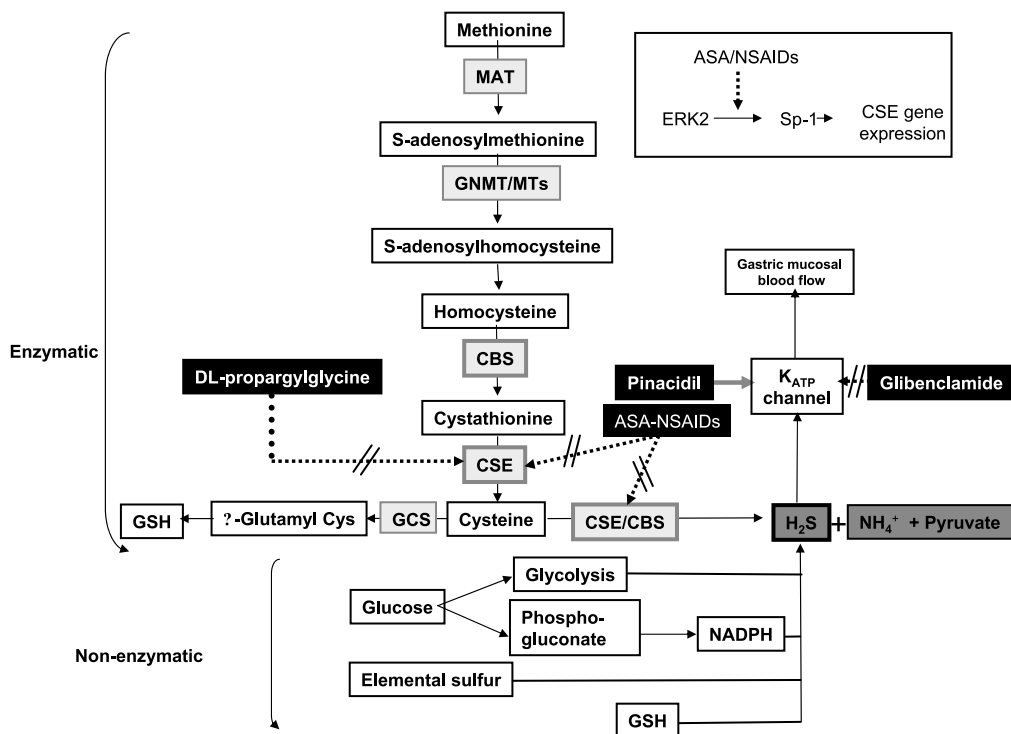 Methionine
MAT
S-adenosylmethionine
GNMT/MTs
S-adenosylhomocysteine
Homocysteine
CBS
Cystathionine
CSE
ASA/NSAIDs
ERK2
Sp-1
CSE gene
expression
Gastric mucosal
blood flow
Enzymatic
DL-propargylglycine
Pinacidil
K_ATP
channel
Glibenclamide
ASA-NSAIDs
GSH
?-Glutamyl Cys
GCS
Cysteine
CSE/CBS
H₂S
+
NH₄⁺ + Pyruvate
Glycolysis
Glucose
Phospho-
gluconate
NADPH
Non-enzymatic
Elemental sulfur
GSH